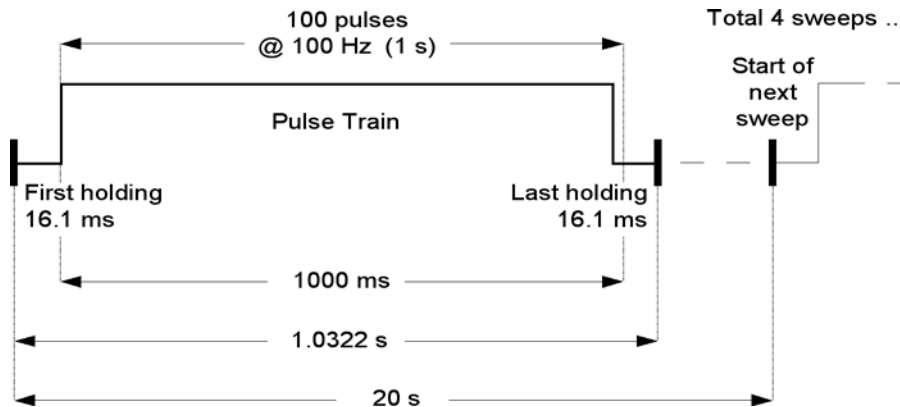 100 pulses
@ 100 Hz (1 s)
Total 4 sweeps ...
Start of
next
sweep
Pulse Train
First holding
16.1 ms
Last holding
16.1 ms
1000 ms
1.0322 s
20 s